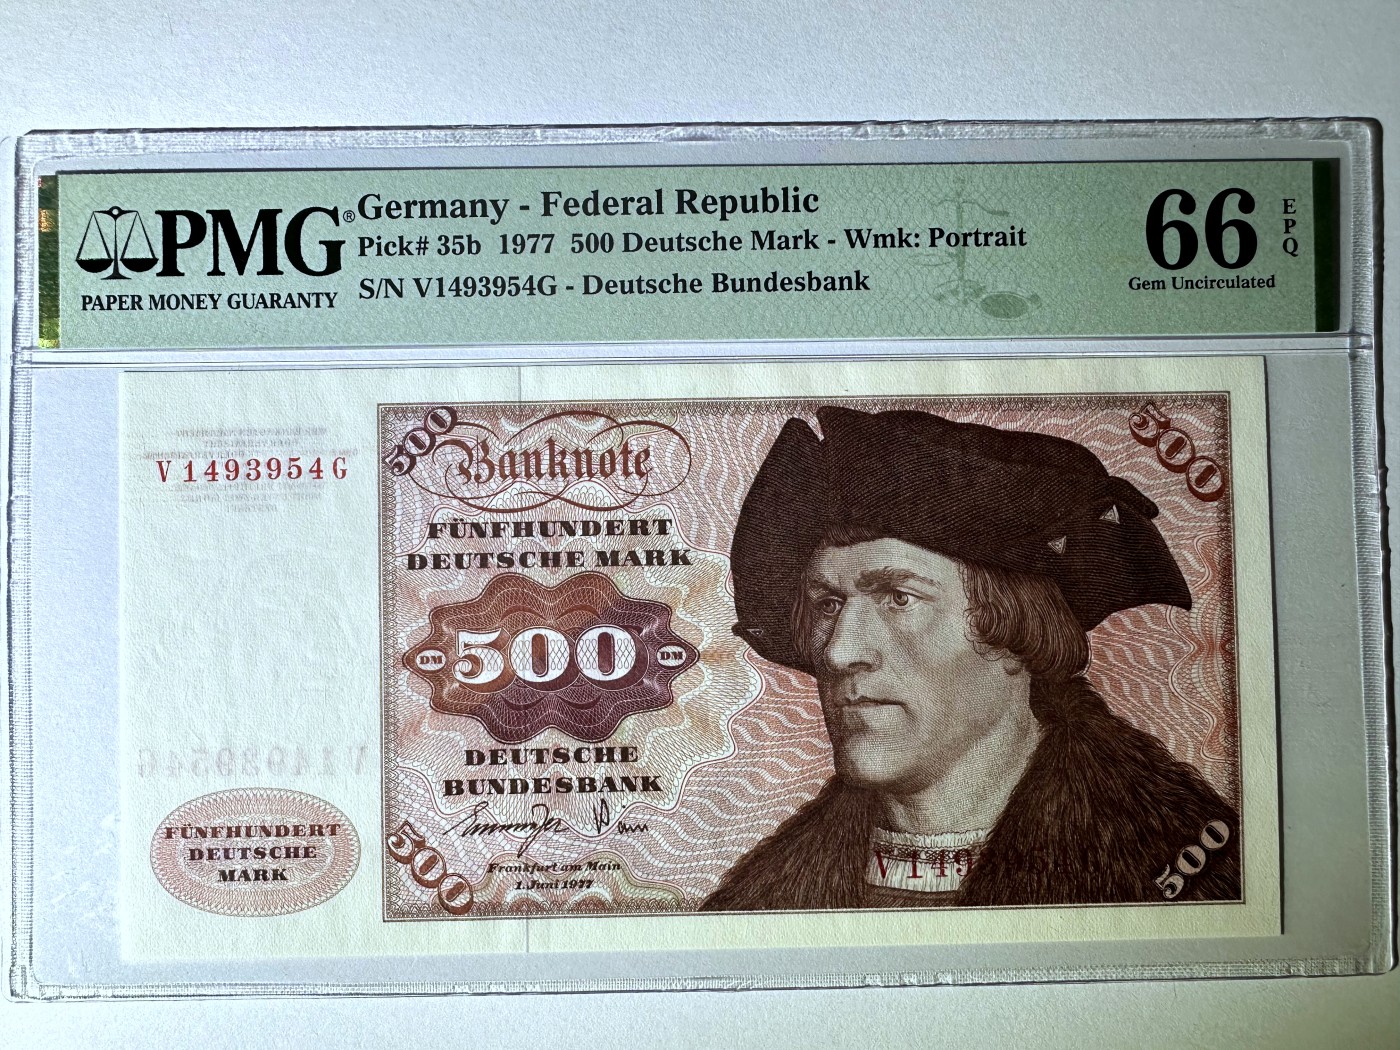 PMG®
PAPER MONEY GUARANTY
Germany - Federal Republic
Pick# 35b 1977 500 Deutsche Mark - Wmk: Portrait
S/N V1493954G - Deutsche Bundesbank
66
EPQ
Gem Uncirculated
V1493954G
500
Banknote
500
FÜNFHUNDERT
DEUTSCHE MARK
DM 500 DM
DEUTSCHE
BUNDESBANK
Frankfurt am Main
1. Juni 1977
FÜNFHUNDERT
DEUTSCHE
MARK
500
V1493954G
500